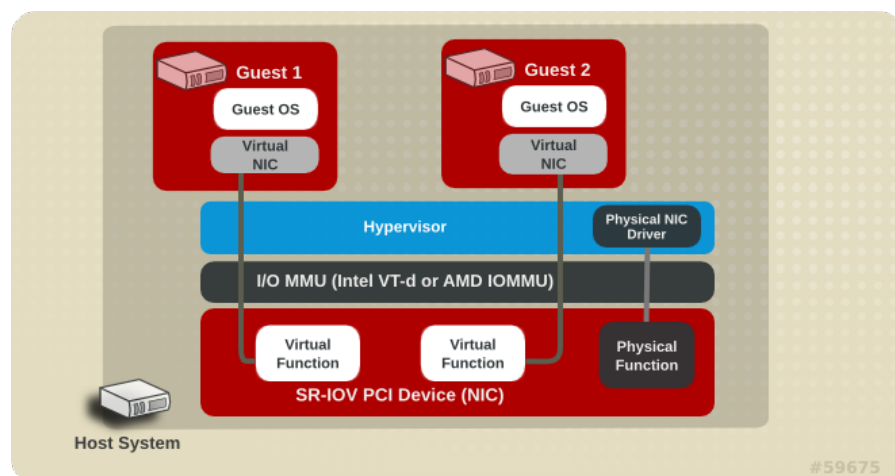 Guest 1
Guest OS
Virtual
NIC
Guest 2
Guest OS
Virtual
NIC
Hypervisor
Physical NIC
Driver
I/O MMU (Intel VT-d or AMD IOMMU)
Virtual
Function
Virtual
Function
Physical
Function
SR-IOV PCI Device (NIC)
Host System
#59675